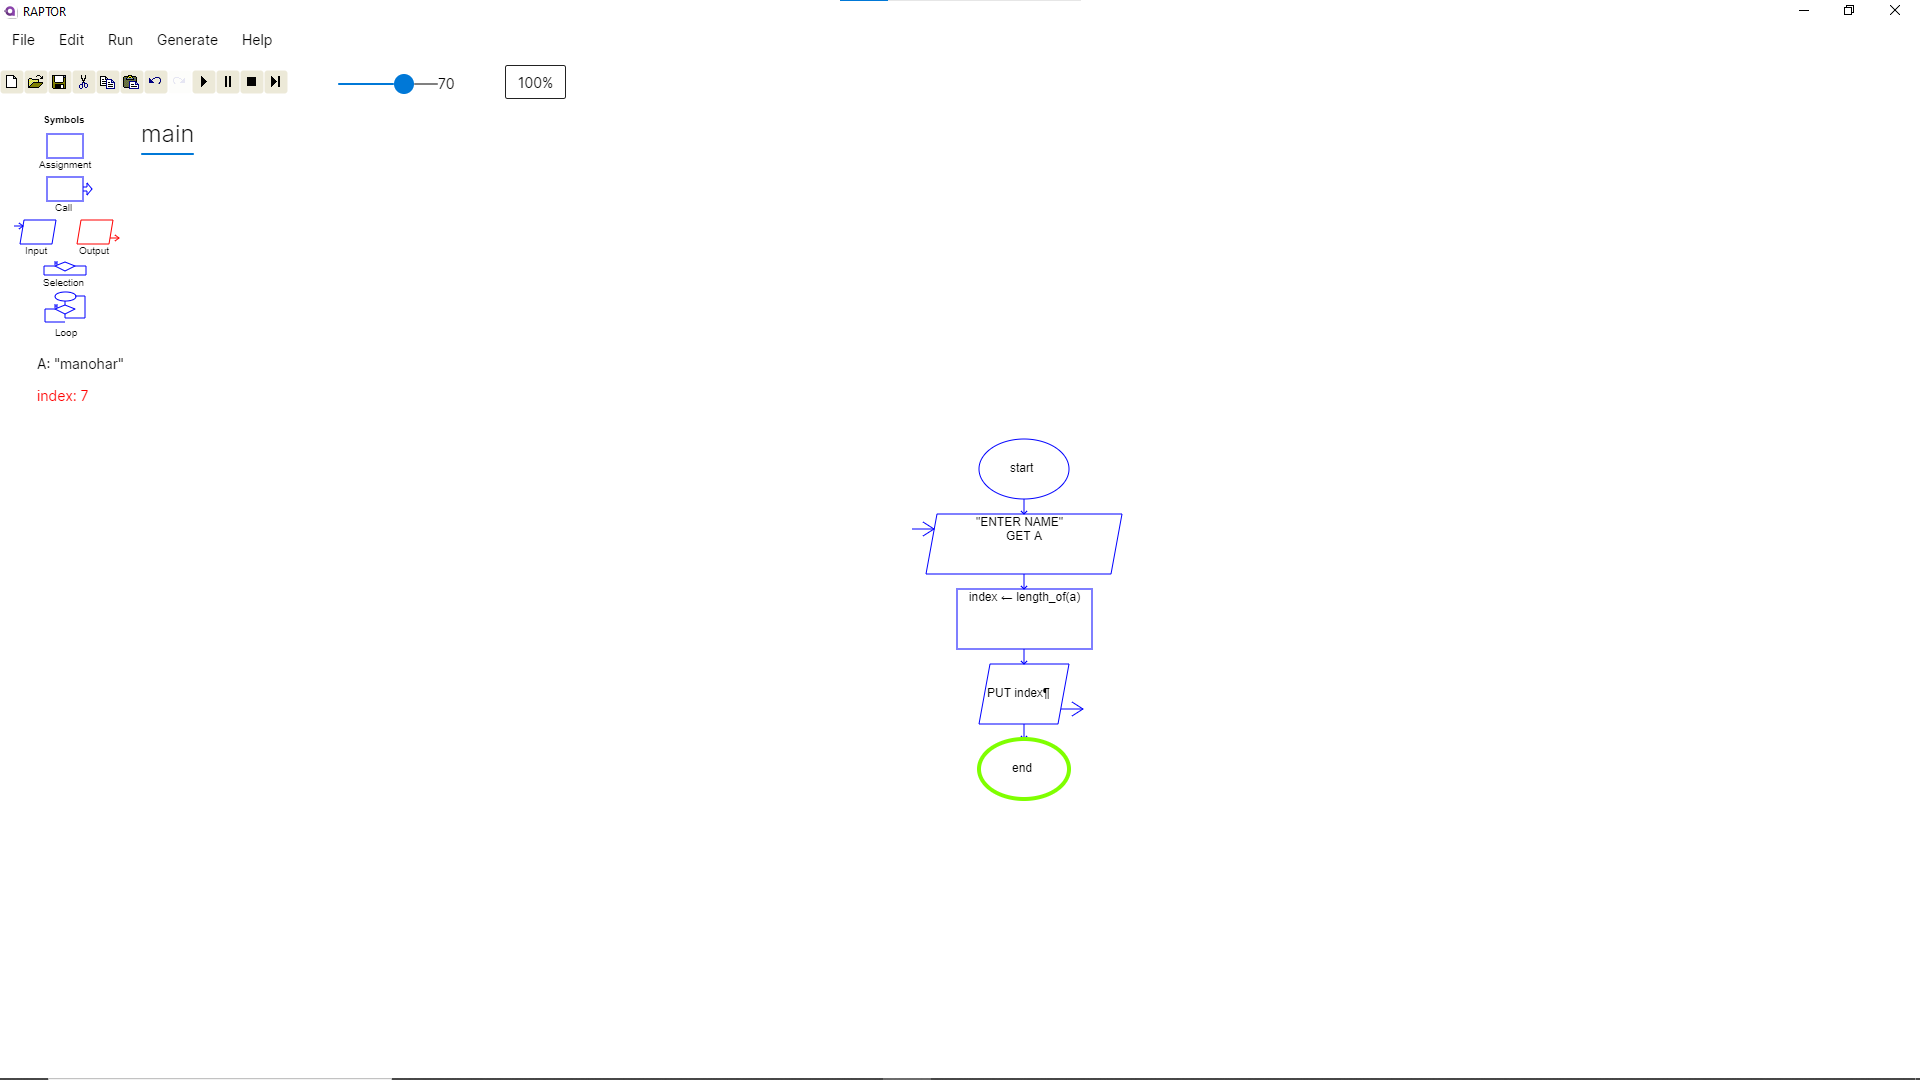 RAPTOR
File Edit Run Generate Help
70 100%
Symbols
main
Assignment
Call
Input Output
Selection
Loop
A: "manohar"
index: 7
start
"ENTER NAME"
GET A
index ← length_of(a)
PUT index¶
end